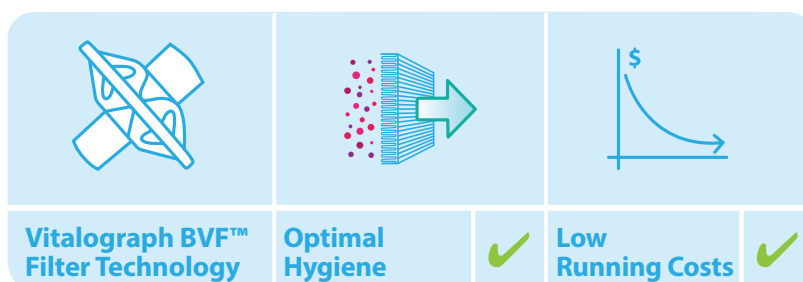 $
Vitalograph BVF™
Filter Technology
Optimal
Hygiene
Low
Running Costs